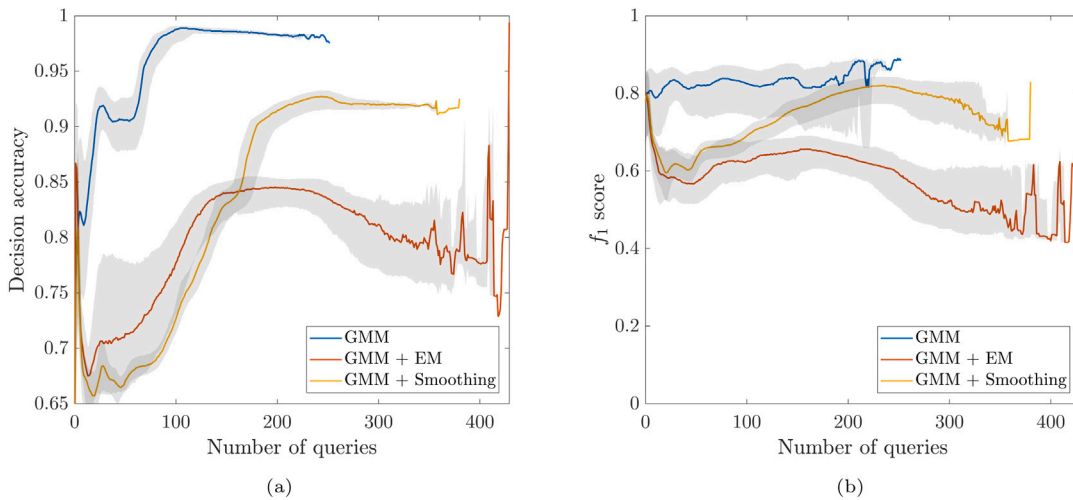 1
0.95
0.9
0.85
0.8
0.75
0.7
0.65
0
100
200
300
400
Decision accuracy
Number of queries
GMM
GMM + EM
GMM + Smoothing
(a)
1
0.8
0.6
0.4
0.2
0
0
100
200
300
400
f₁ score
Number of queries
GMM
GMM + EM
GMM + Smoothing
(b)